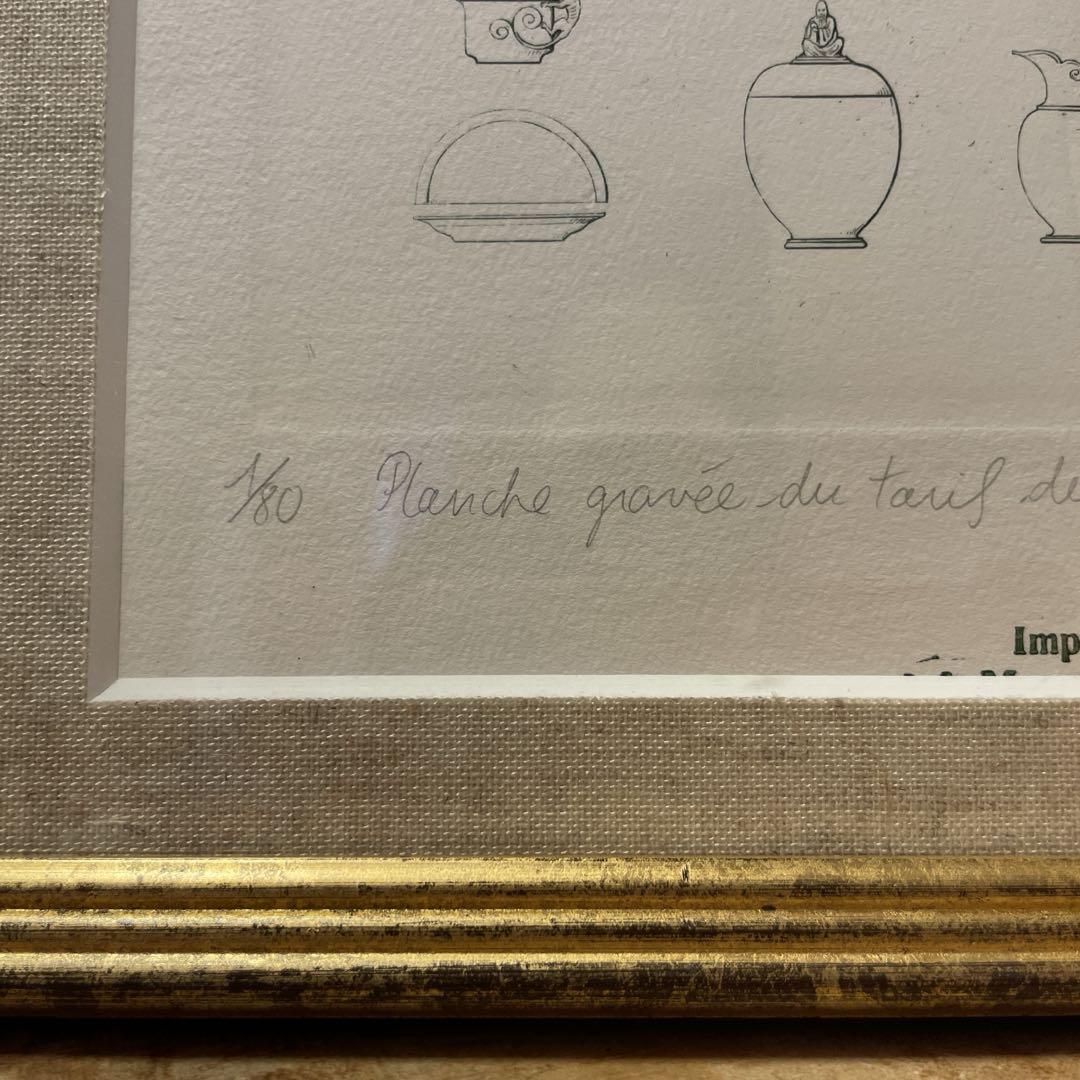 1/80 Planche gravée du tarif de
Imp